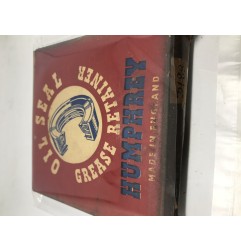 OIL SEAL
GREASE RETAINER
HUMPHREY
MADE IN ENGLAND